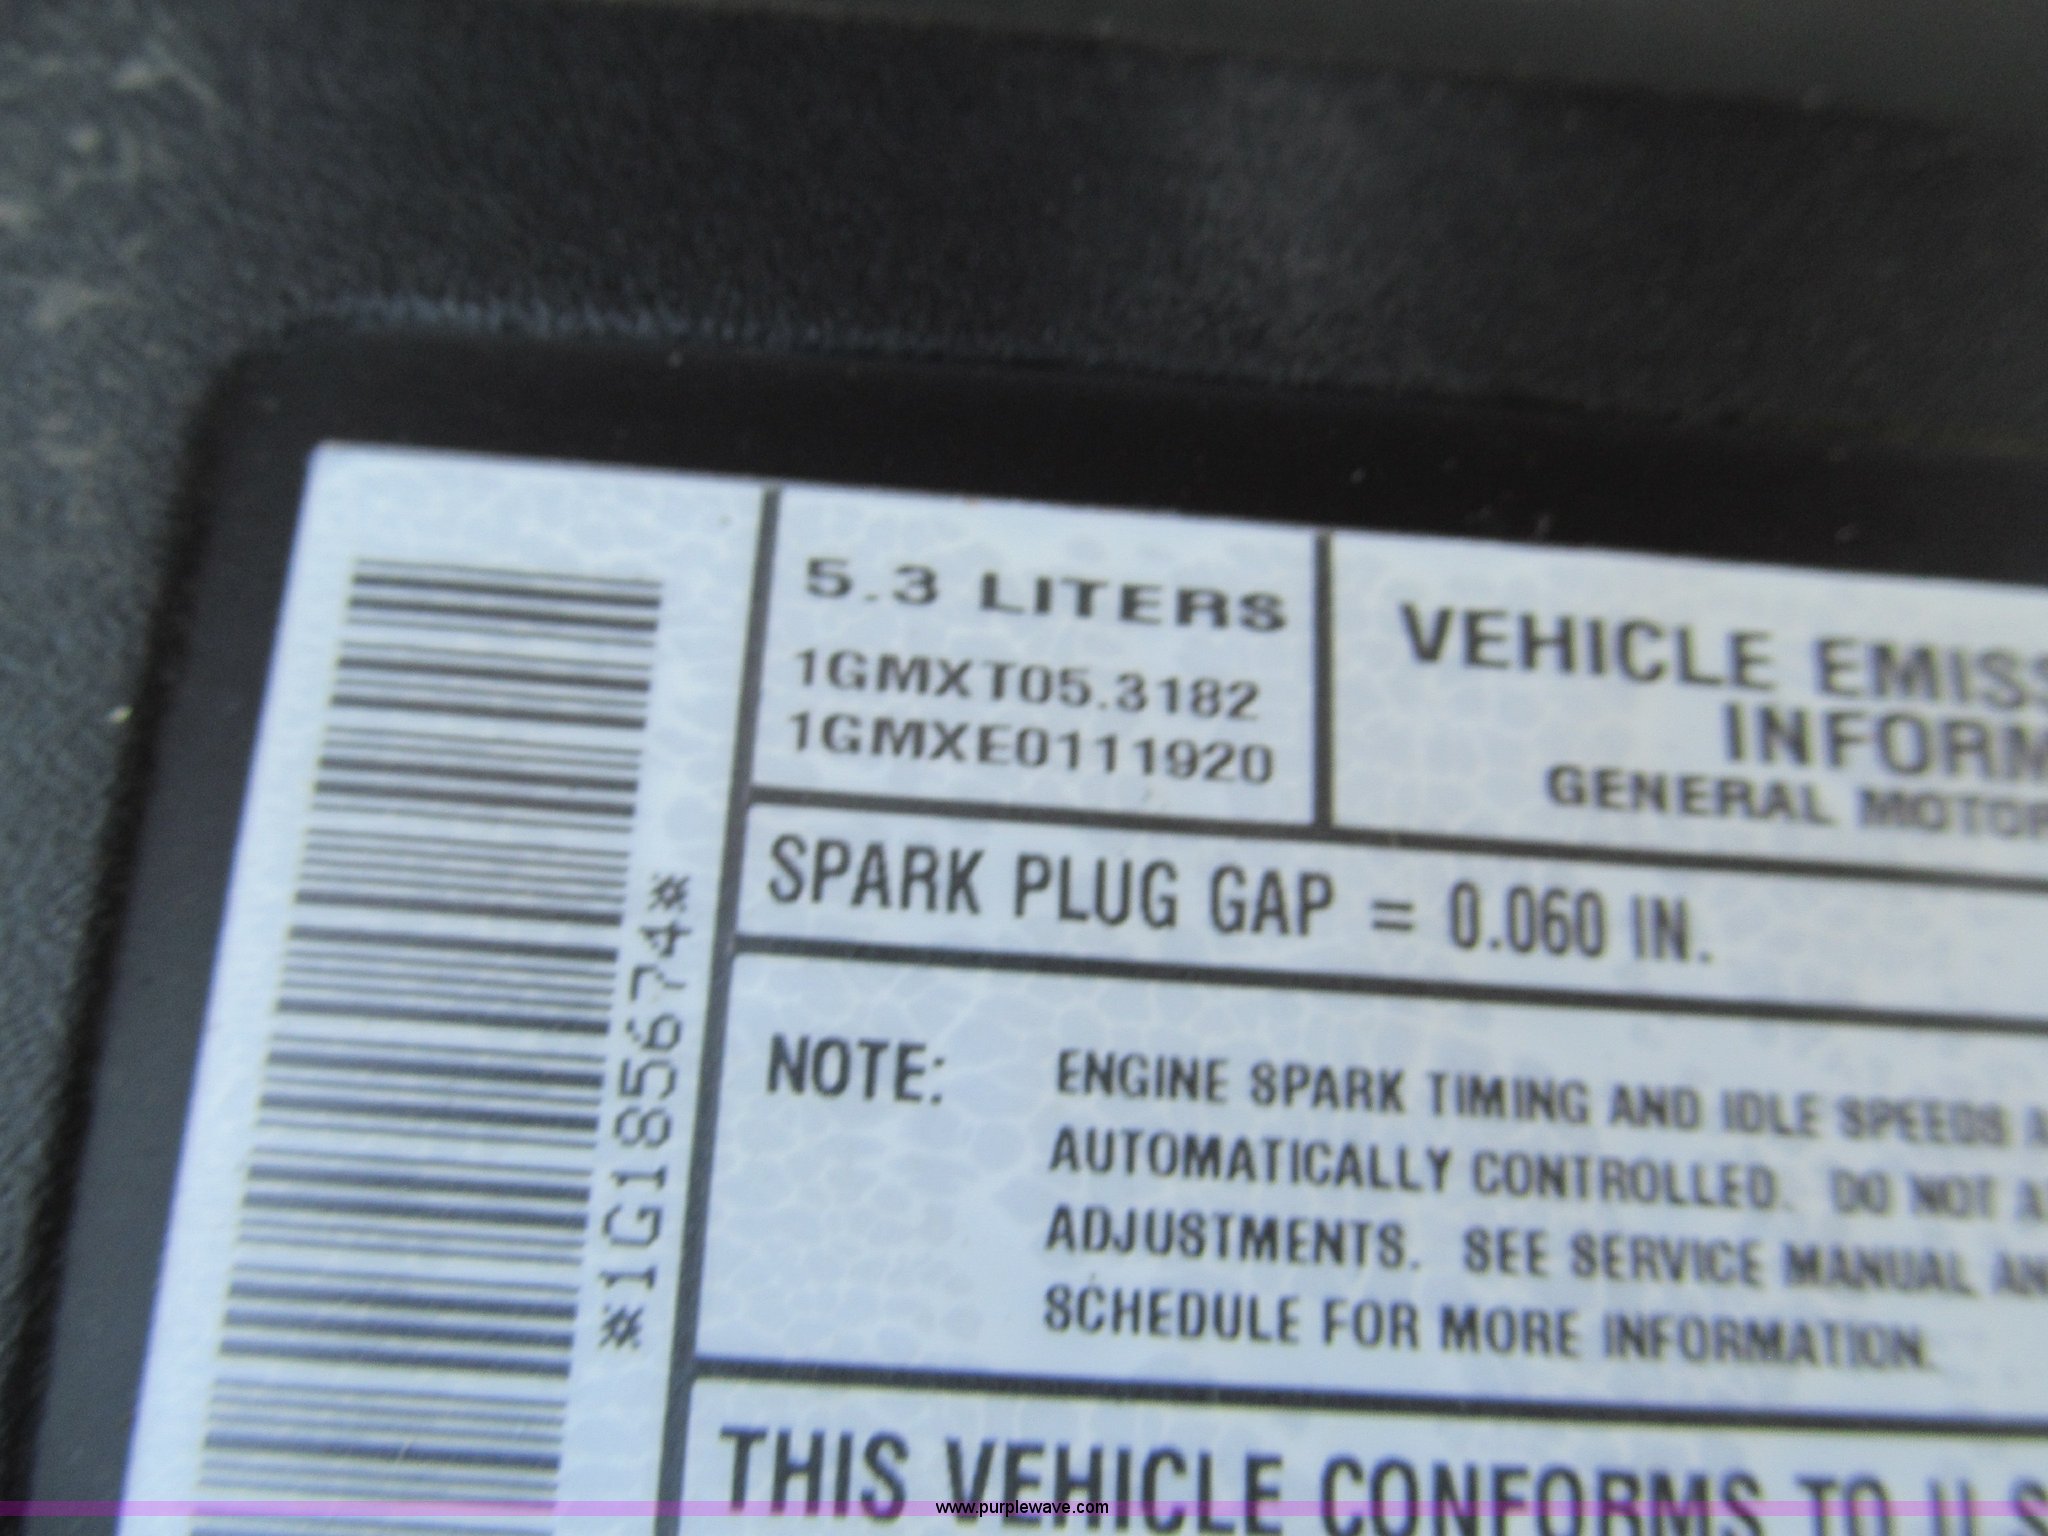 5.3 LITERS
1GMXT05.3182
1GMXE0111920
VEHICLE EMISS
INFORM
GENERAL MOTOR
SPARK PLUG GAP = 0.060 IN.
*1G185674*
NOTE: ENGINE SPARK TIMING AND IDLE SPEEDS A
AUTOMATICALLY CONTROLLED. DO NOT A
ADJUSTMENTS. SEE SERVICE MANUAL AN
SCHEDULE FOR MORE INFORMATION.
THIS VEHICLE CONFORMS TO U.S
www.purplewave.com